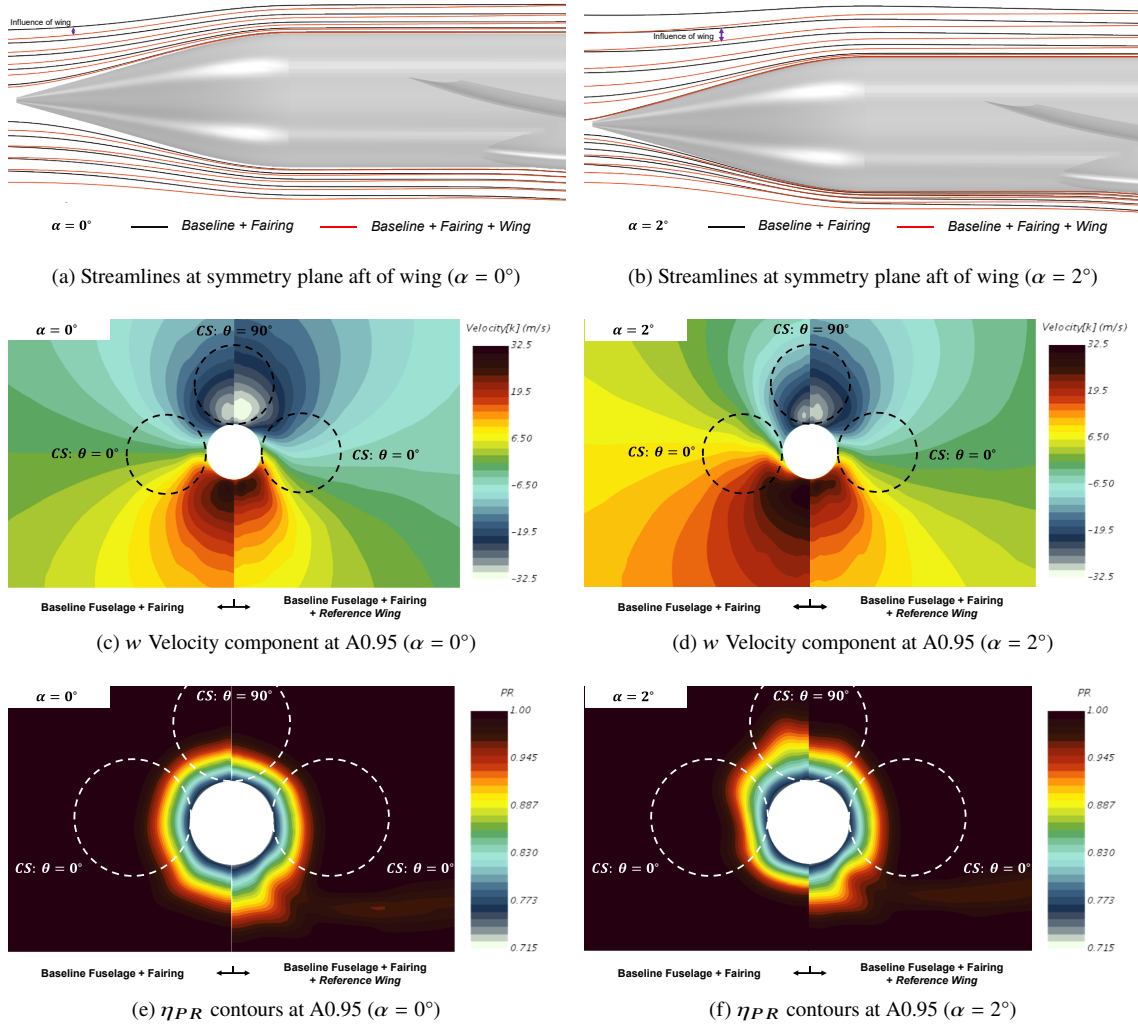 Influence of wing
α = 0° Baseline + Fairing Baseline + Fairing + Wing
(a) Streamlines at symmetry plane aft of wing (α = 0°)
Influence of wing
α = 2° Baseline + Fairing Baseline + Fairing + Wing
(b) Streamlines at symmetry plane aft of wing (α = 2°)
α = 0°
CS: θ = 90°
CS: θ = 0°
CS: θ = 0°
Velocity[k] (m/s)
32.5
19.5
6.50
-6.50
-19.5
-32.5
Baseline Fuselage + Fairing
Baseline Fuselage + Fairing
+ Reference Wing
(c) w Velocity component at A0.95 (α = 0°)
α = 2°
CS: θ = 90°
CS: θ = 0°
CS: θ = 0°
Velocity[k] (m/s)
32.5
19.5
6.50
-6.50
-19.5
-32.5
Baseline Fuselage + Fairing
Baseline Fuselage + Fairing
+ Reference Wing
(d) w Velocity component at A0.95 (α = 2°)
α = 0°
CS: θ = 90°
CS: θ = 0°
CS: θ = 0°
PR
1.00
0.945
0.887
0.830
0.773
0.715
Baseline Fuselage + Fairing
Baseline Fuselage + Fairing
+ Reference Wing
(e) ηPR contours at A0.95 (α = 0°)
α = 2°
CS: θ = 90°
CS: θ = 0°
CS: θ = 0°
PR
1.00
0.945
0.887
0.830
0.773
0.715
Baseline Fuselage + Fairing
Baseline Fuselage + Fairing
+ Reference Wing
(f) ηPR contours at A0.95 (α = 2°)